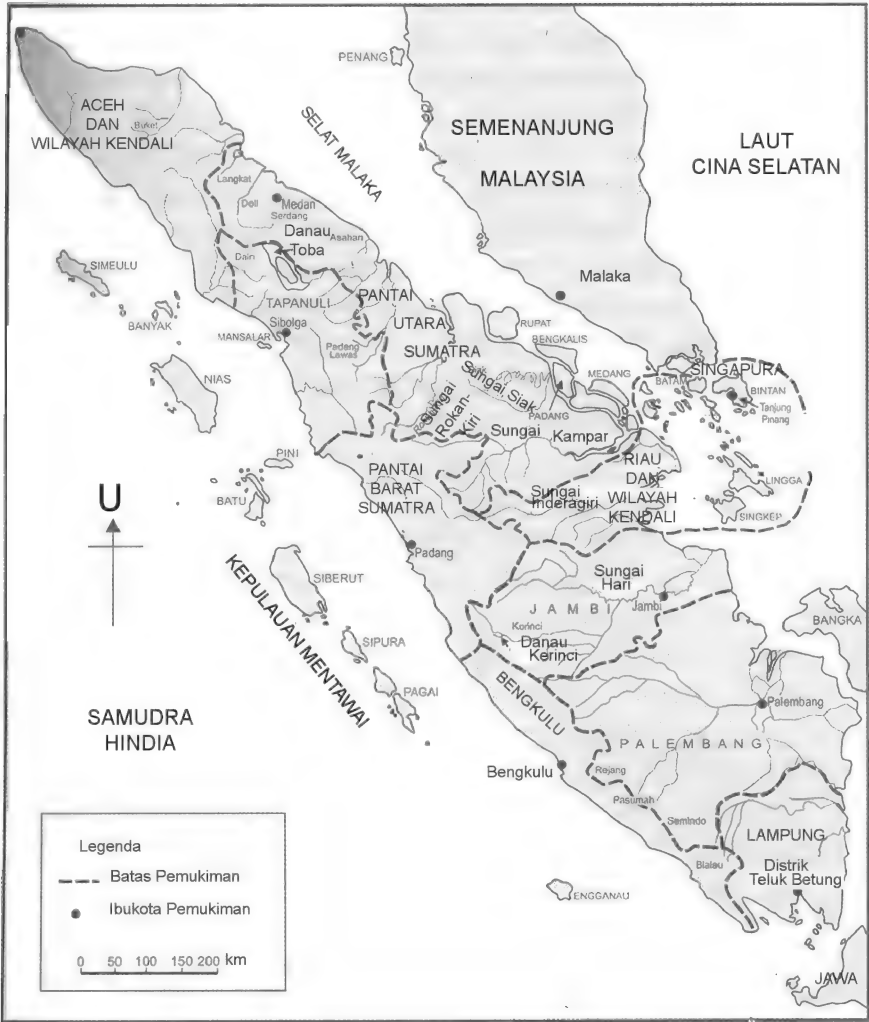 PENANG
ACEH
DAN
WILAYAH KENDALI
Buket
SELAT MALAKA
SEMENANJUNG
MALAYSIA
LAUT
CINA SELATAN
Langkat
Deli
Medan
Serdang
Danau
Toba
Asahan
Dain
SIMEULU
BANYAK
TAPANULI
Sibolga
MANSALAR
Padang
Lawas
NIAS
PANTAI
UTARA
SUMATRA
Malaka
RUPAT
BENGKALIS
MEDANG
PADANG
Sungai Siak
Sungai
Rokan-
Kiri
Sungai
Kampar
SINGAPURA
BATAM
BINTAN
Tanjung
Pinang
PINI
BATU
PANTAI
BARAT
SUMATRA
Sungai
Inderagiri
RIAU
DAN
WILAYAH
KENDALI
LINGGA
SINGKEP
U
Padang
KEPULAUAN MENTAWAI
SIBERUT
SIPURA
PAGAI
Sungai
Hari
JAMBI
Jambi
Korinci
Danau
Kerinci
BANGKA
BENGKULU
SAMUDRA
HINDIA
Palembang
PALEMBANG
Bengkulu
Rejang
Pasumah
Semindo
LAMPUNG
Distrik
Teluk Betung
ENGGANAU
JAWA
Legenda
Batas Pemukiman
Ibukota Pemukiman
0 50 100 150 200 km